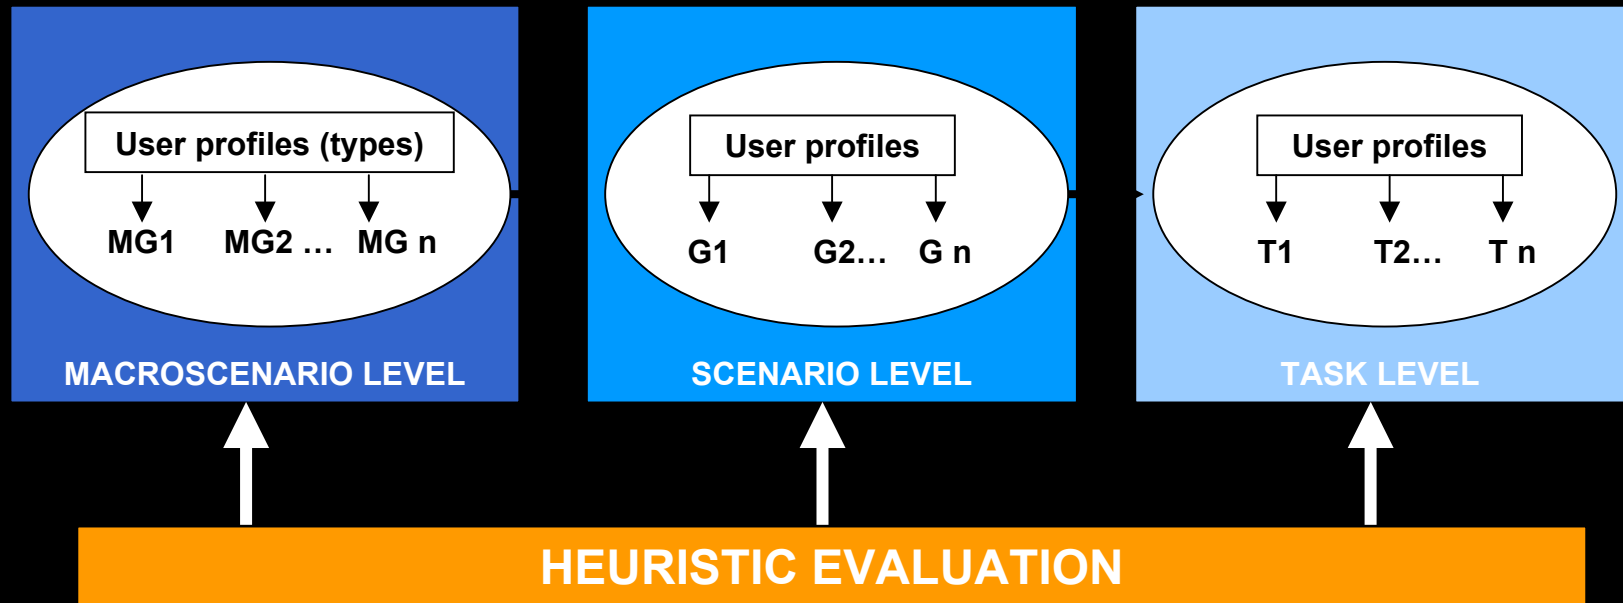 User profiles (types)
MG1 MG2 … MG n
MACROSCENARIO LEVEL
User profiles
G1 G2… G n
SCENARIO LEVEL
User profiles
T1 T2… T n
TASK LEVEL
HEURISTIC EVALUATION